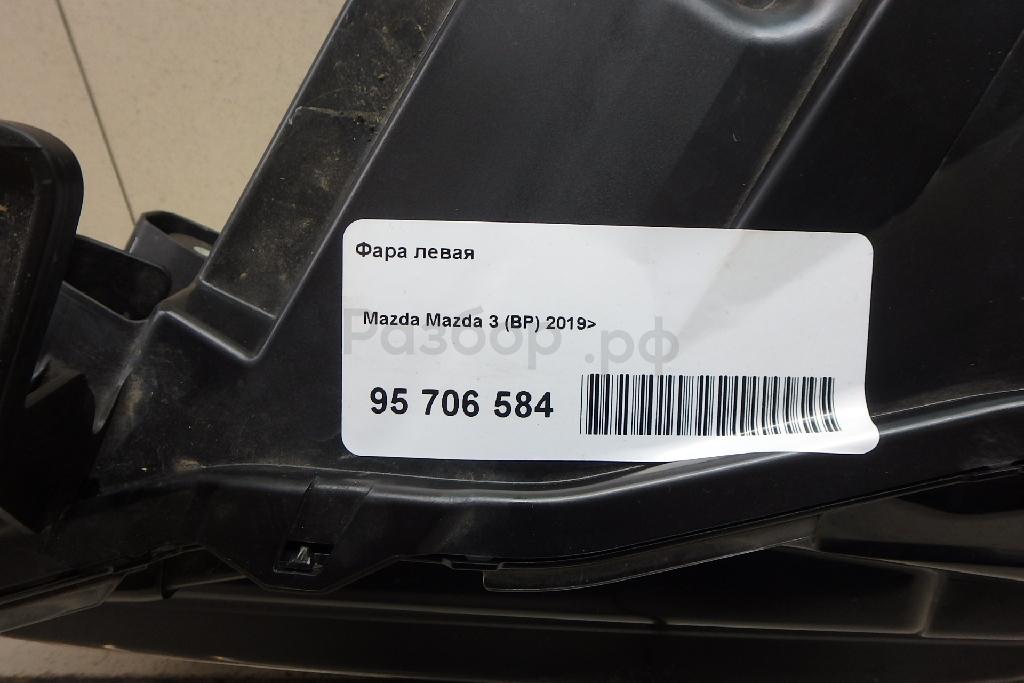 Фара левая
Mazda Mazda 3 (BP) 2019>
Разбор.рф
95 706 584